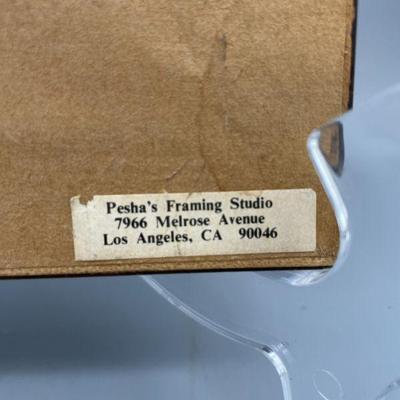 Pesha's Framing Studio
7966 Melrose Avenue
Los Angeles, CA 90046